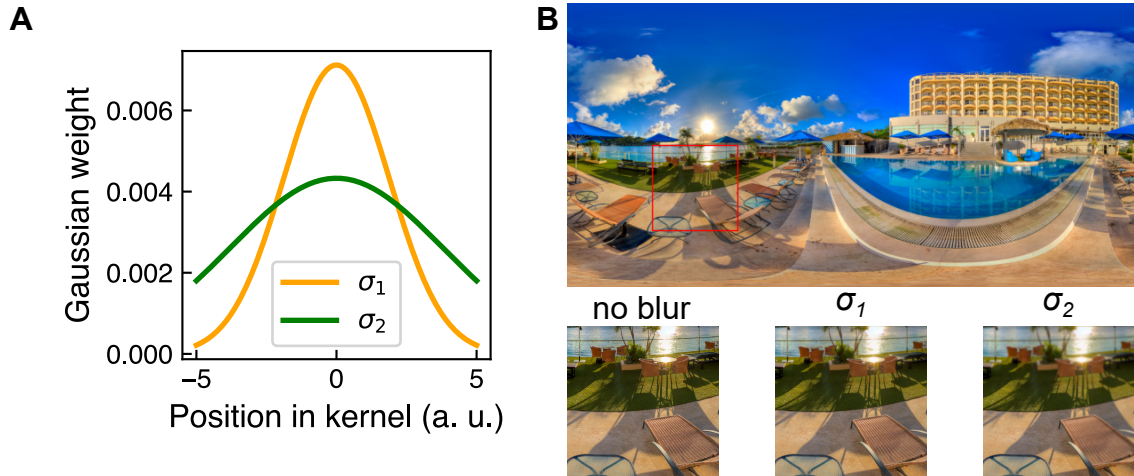 A
Gaussian weight
0.006
0.004
0.002
0.000
σ1
σ2
−5 0 5
Position in kernel (a. u.)
B
no blur σ1 σ2